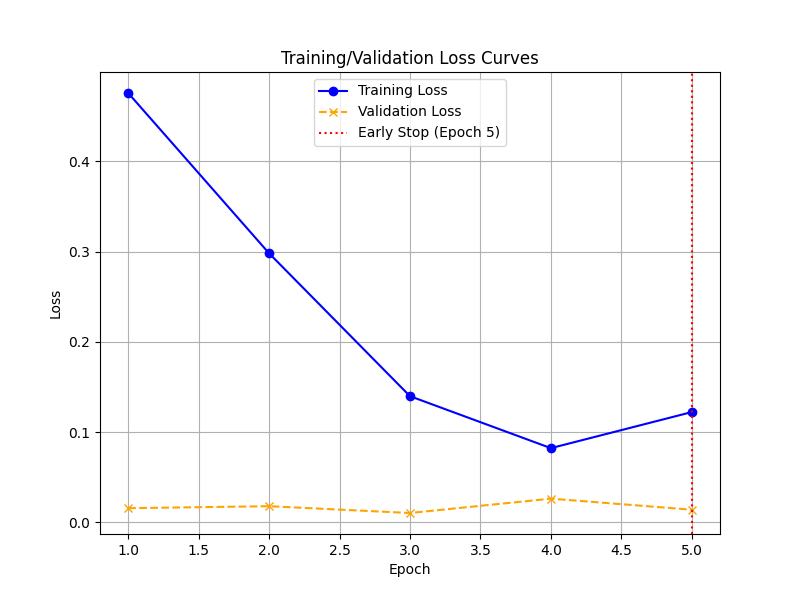 Training/Validation Loss Curves
Training Loss
Validation Loss
Early Stop (Epoch 5)
Loss
0.4
0.3
0.2
0.1
0.0
1.0 1.5 2.0 2.5 3.0 3.5 4.0 4.5 5.0
Epoch